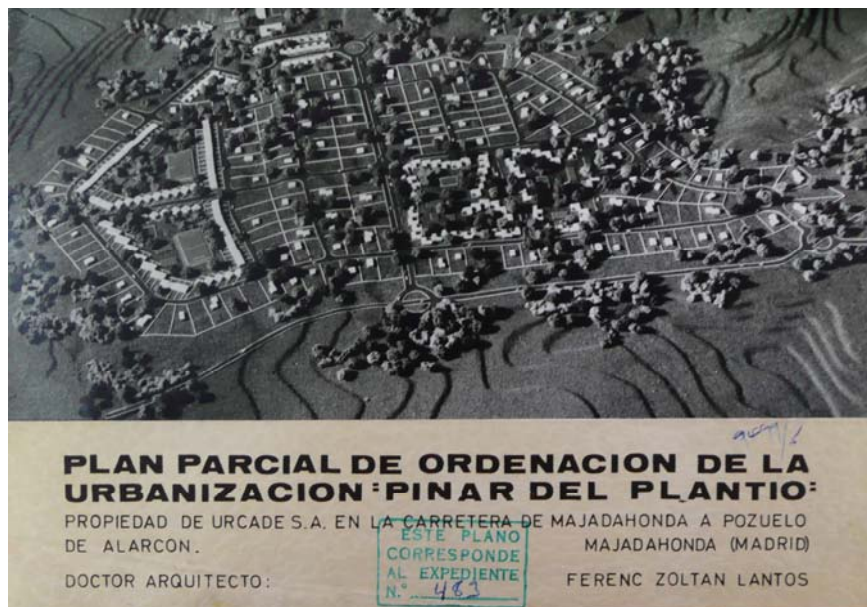 PLAN PARCIAL DE ORDENACION DE LA
URBANIZACION "PINAR DEL PLANTIO"
PROPIEDAD DE URCADE S.A. EN LA CARRETERA DE MAJADAHONDA A POZUELO
DE ALARCON. MAJADAHONDA (MADRID)
DOCTOR ARQUITECTO: FERENC ZOLTAN LANTOS
ESTE PLANO
CORRESPONDE
AL EXPEDIENTE
N.º 483